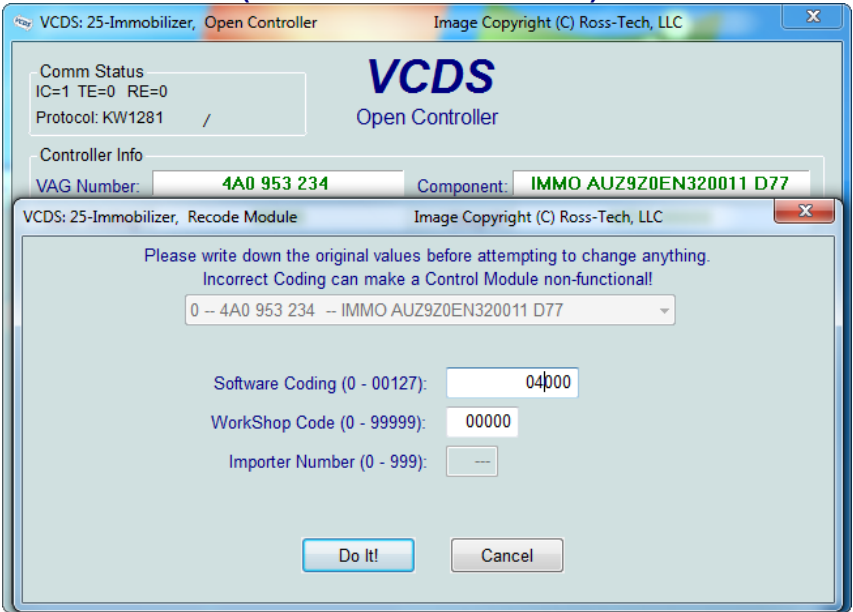 VCDS: 25-Immobilizer, Open Controller Image Copyright (C) Ross-Tech, LLC
Comm Status
IC=1 TE=0 RE=0
Protocol: KW1281 /
VCDS
Open Controller
Controller Info
VAG Number: 4A0 953 234 Component: IMMO AUZ9Z0EN320011 D77
VCDS: 25-Immobilizer, Recode Module Image Copyright (C) Ross-Tech, LLC
Please write down the original values before attempting to change anything.
Incorrect Coding can make a Control Module non-functional!
0 -- 4A0 953 234 -- IMMO AUZ9Z0EN320011 D77
Software Coding (0 - 00127): 04000
WorkShop Code (0 - 99999): 00000
Importer Number (0 - 999): ---
Do It! Cancel